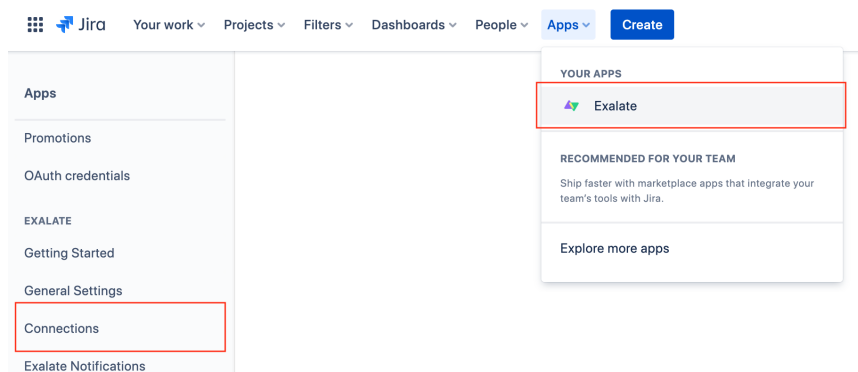 Jira Your work Projects Filters Dashboards People Apps Create
Apps
Promotions
OAuth credentials
EXALATE
Getting Started
General Settings
Connections
Exalate Notifications
YOUR APPS
Exalate
RECOMMENDED FOR YOUR TEAM
Ship faster with marketplace apps that integrate your
team's tools with Jira.
Explore more apps